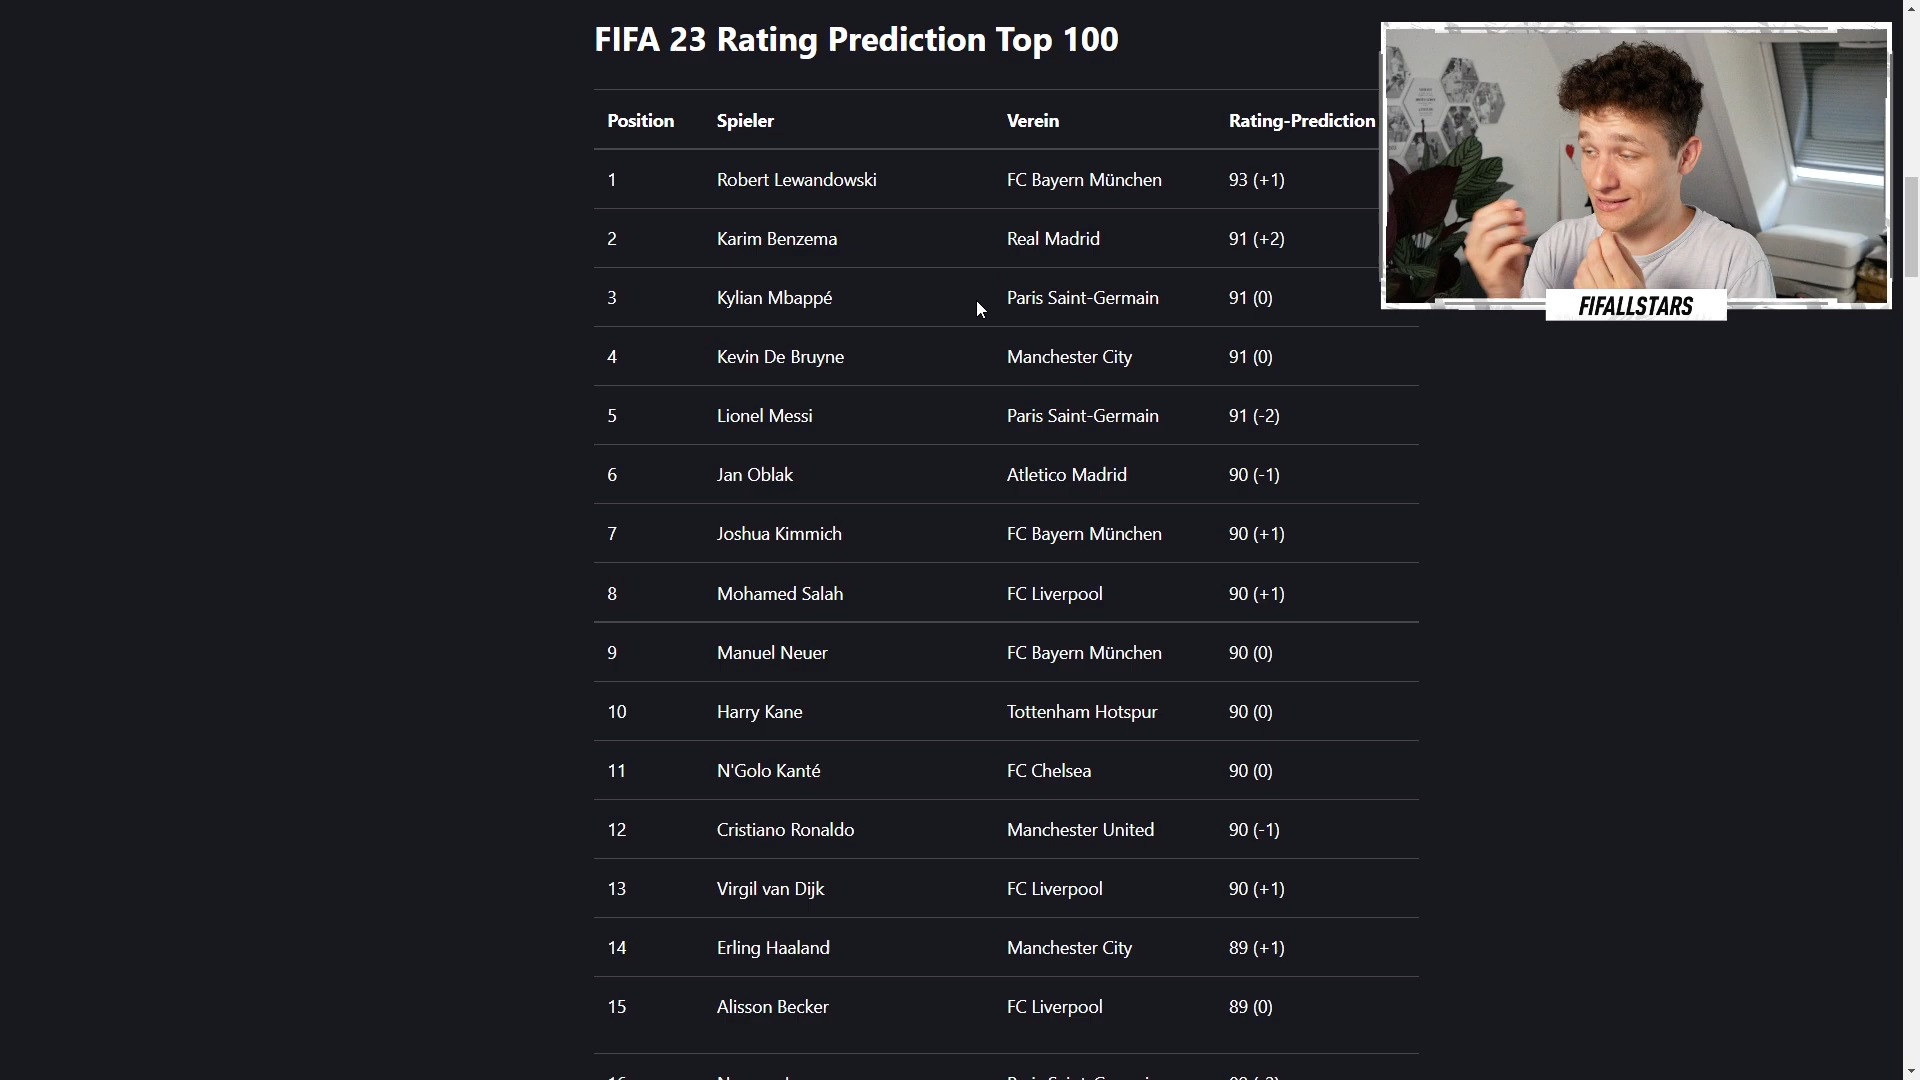 FIFA 23 Rating Prediction Top 100
Position Spieler Verein Rating-Prediction
1 Robert Lewandowski FC Bayern München 93 (+1)
2 Karim Benzema Real Madrid 91 (+2)
3 Kylian Mbappé Paris Saint-Germain 91 (0)
4 Kevin De Bruyne Manchester City 91 (0)
5 Lionel Messi Paris Saint-Germain 91 (-2)
6 Jan Oblak Atletico Madrid 90 (-1)
7 Joshua Kimmich FC Bayern München 90 (+1)
8 Mohamed Salah FC Liverpool 90 (+1)
9 Manuel Neuer FC Bayern München 90 (0)
10 Harry Kane Tottenham Hotspur 90 (0)
11 N'Golo Kanté FC Chelsea 90 (0)
12 Cristiano Ronaldo Manchester United 90 (-1)
13 Virgil van Dijk FC Liverpool 90 (+1)
14 Erling Haaland Manchester City 89 (+1)
15 Alisson Becker FC Liverpool 89 (0)
FIFALLSTARS